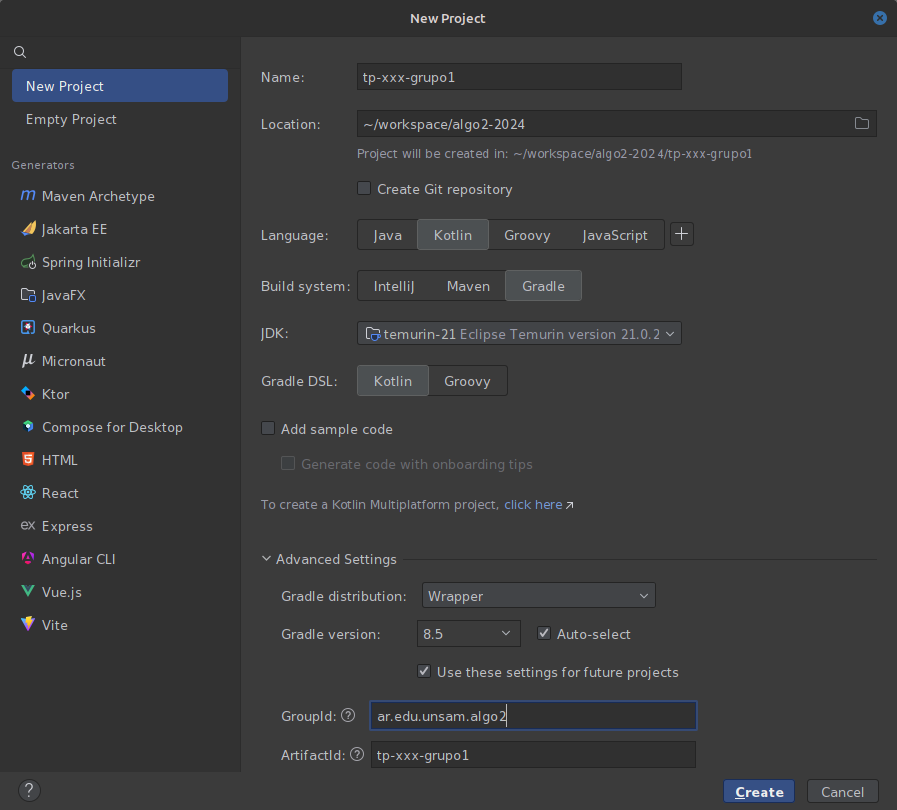 New Project
New Project
Empty Project
Generators
Maven Archetype
Jakarta EE
Spring Initializr
JavaFX
Quarkus
Micronaut
Ktor
Compose for Desktop
HTML
React
ex Express
Angular CLI
Vue.js
Vite
Name: tp-xxx-grupo1
Location: ~/workspace/algo2-2024
Project will be created in: ~/workspace/algo2-2024/tp-xxx-grupo1
Create Git repository
Language: Java Kotlin Groovy JavaScript +
Build system: IntelliJ Maven Gradle
JDK: temurin-21 Eclipse Temurin version 21.0.2
Gradle DSL: Kotlin Groovy
Add sample code
Generate code with onboarding tips
To create a Kotlin Multiplatform project, click here ↗
Advanced Settings
Gradle distribution: Wrapper
Gradle version: 8.5 Auto-select
Use these settings for future projects
GroupId: ? ar.edu.unsam.algo2
ArtifactId: ? tp-xxx-grupo1
? Create Cancel